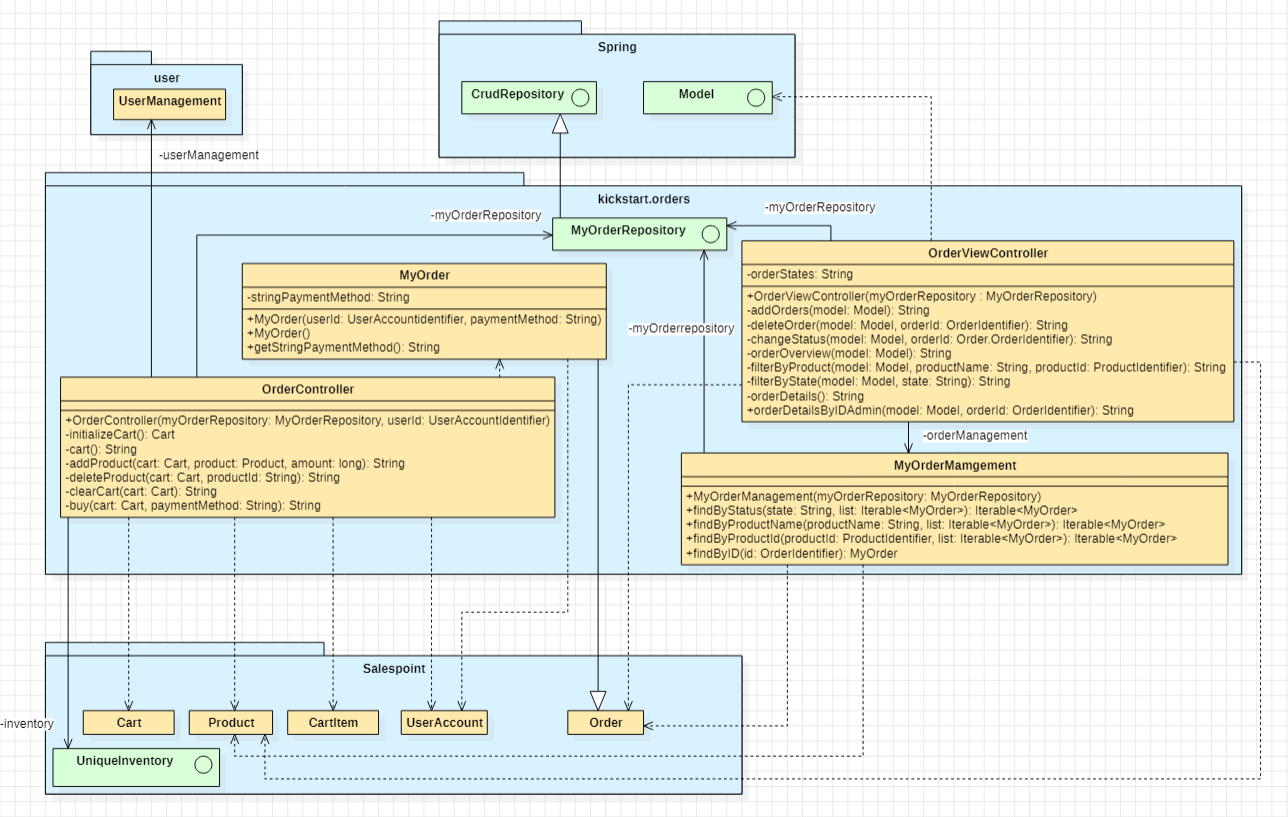 Spring
user
CrudRepository
Model
UserManagement
-userManagement
kickstart.orders
-myOrderRepository
-myOrderRepository
MyOrderRepository
OrderViewController
-orderStates: String
+OrderViewController(myOrderRepository : MyOrderRepository)
-addOrders(model: Model): String
-deleteOrder(model: Model, orderId: OrderIdentifier): String
-changeStatus(model: Model, orderId: Order.OrderIdentifier): String
-orderOverview(model: Model): String
-filterByProduct(model: Model, productName: String, productId: ProductIdentifier): String
-filterByState(model: Model, state: String): String
-orderDetails(): String
+orderDetailsByIDAdmin(model: Model, orderId: OrderIdentifier): String
MyOrder
-stringPaymentMethod: String
+MyOrder(userId: UserAccountIdentifier, paymentMethod: String)
+MyOrder()
+getStringPaymentMethod(): String
-myOrderrepository
OrderController
+OrderController(myOrderRepository: MyOrderRepository, userId: UserAccountIdentifier)
-initializeCart(): Cart
-cart(): String
-addProduct(cart: Cart, product: Product, amount: long): String
-deleteProduct(cart: Cart, productId: String): String
-clearCart(cart: Cart): String
-buy(cart: Cart, paymentMethod: String): String
-orderManagement
MyOrderMamgement
+MyOrderManagement(myOrderRepository: MyOrderRepository)
+findByStatus(state: String, list: Iterable<MyOrder>): Iterable<MyOrder>
+findByProductName(productName: String, list: Iterable<MyOrder>): Iterable<MyOrder>
+findByProductId(productId: ProductIdentifier, list: Iterable<MyOrder>): Iterable<MyOrder>
+findByID(id: OrderIdentifier): MyOrder
Salespoint
-inventory
Cart
Product
CartItem
UserAccount
Order
UniqueInventory